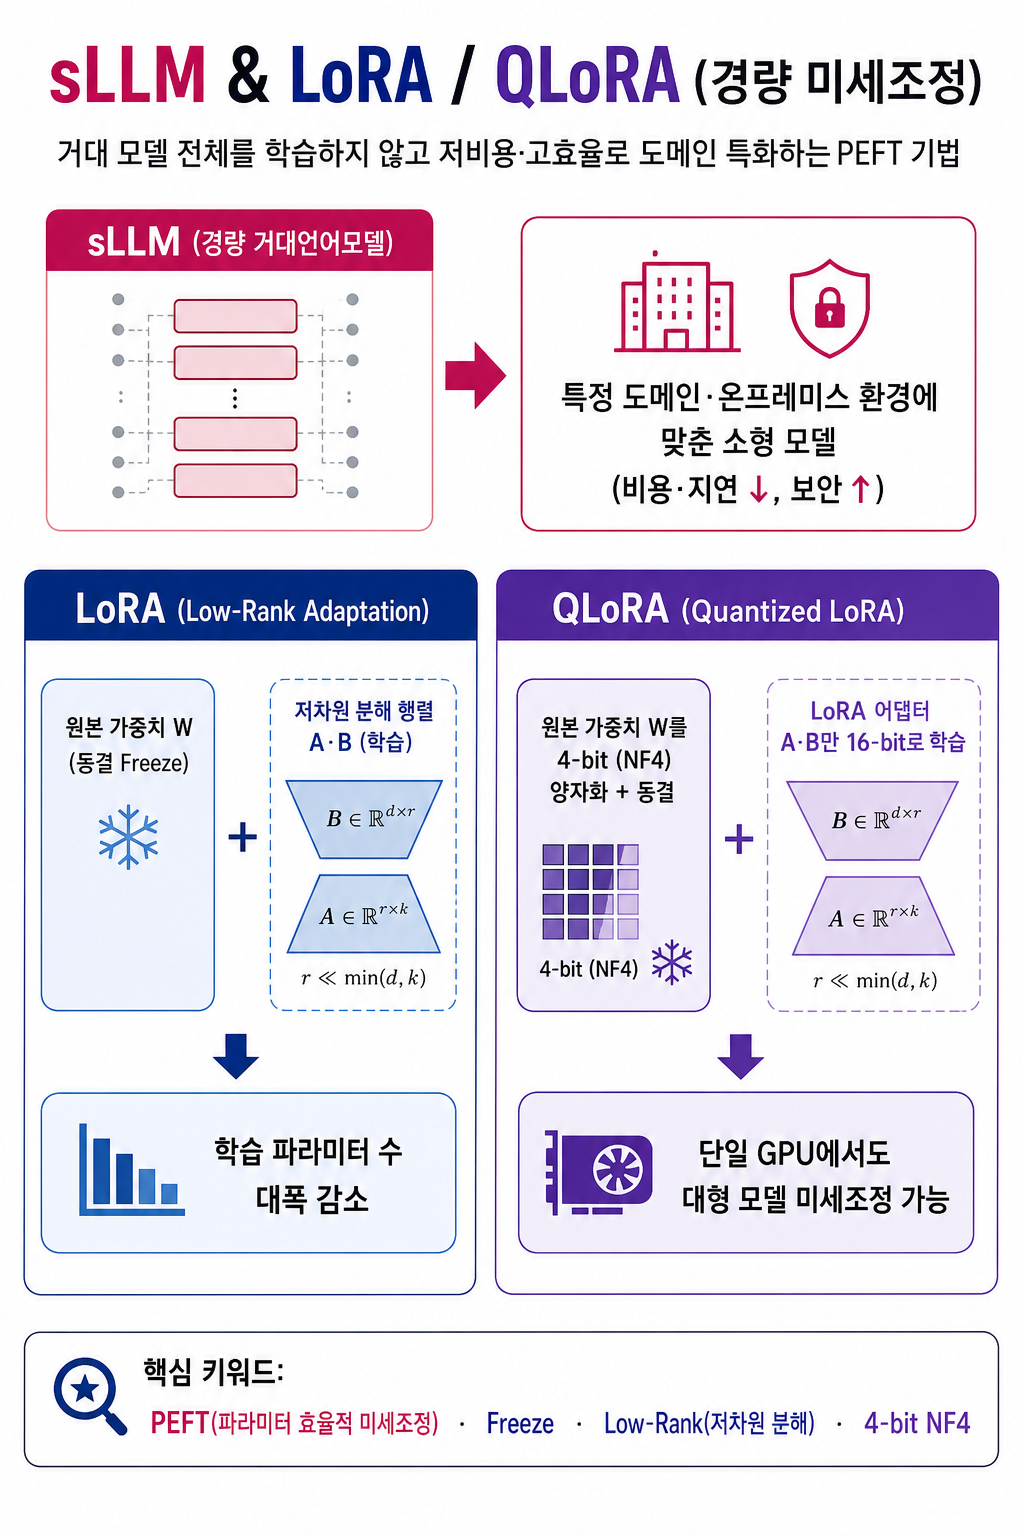 sLLM & LoRA / QLoRA (경량 미세조정)
거대 모델 전체를 학습하지 않고 저비용·고효율로 도메인 특화하는 PEFT 기법
sLLM (경량 거대언어모델)
특정 도메인·온프레미스 환경에
맞춘 소형 모델
(비용·지연 ↓, 보안 ↑)
LoRA (Low-Rank Adaptation)
원본 가중치 W
(동결 Freeze)
+
저차원 분해 행렬
A·B (학습)
B ∈ ℝ^{d×r}
A ∈ ℝ^{r×k}
r ≪ min(d, k)
학습 파라미터 수
대폭 감소
QLoRA (Quantized LoRA)
원본 가중치 W를
4-bit (NF4)
양자화 + 동결
4-bit (NF4)
+
LoRA 어댑터
A·B만 16-bit로 학습
B ∈ ℝ^{d×r}
A ∈ ℝ^{r×k}
r ≪ min(d, k)
단일 GPU에서도
대형 모델 미세조정 가능
핵심 키워드:
PEFT(파라미터 효율적 미세조정) · Freeze · Low-Rank(저차원 분해) · 4-bit NF4